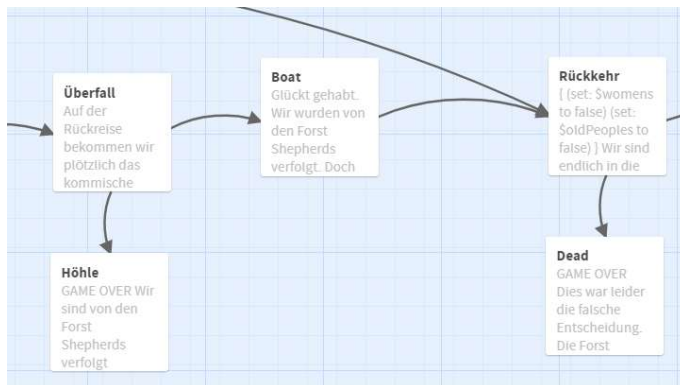 Überfall
Auf der
Rückreise
bekommen wir
plötzlich das
kommische
Boat
Glückt gehabt.
Wir wurden von
den Forst
Shepherds
verfolgt. Doch
Rückkehr
{ (set: $womens
to false) (set:
$oldPeoples to
false) } Wir sind
endlich in die
Höhle
GAME OVER Wir
sind von den
Forst
Shepherds
verfolgt
Dead
GAME OVER
Dies war leider
die falsche
Entscheidung.
Die Forst